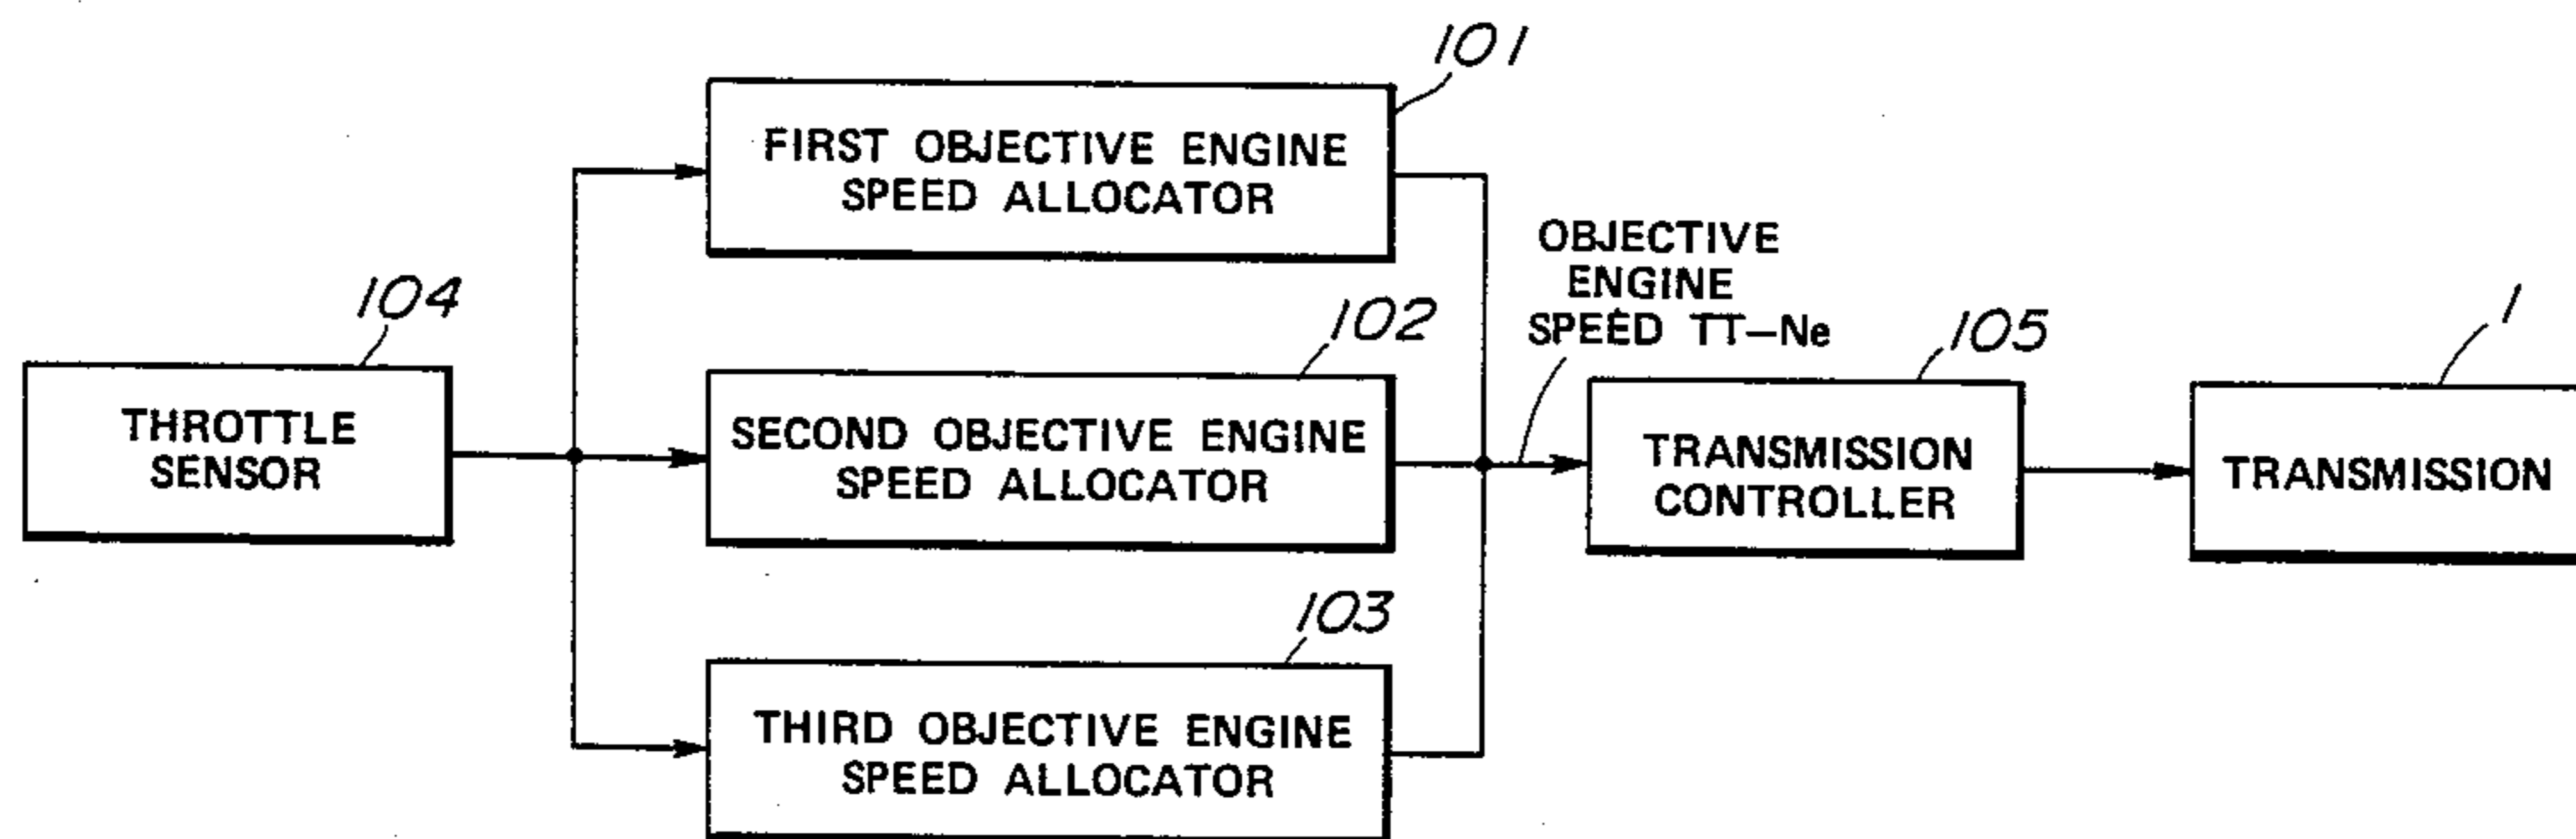 101
FIRST OBJECTIVE ENGINE
SPEED ALLOCATOR
OBJECTIVE
ENGINE
SPEED TT-Ne
104
THROTTLE
SENSOR
102
SECOND OBJECTIVE ENGINE
SPEED ALLOCATOR
105
TRANSMISSION
CONTROLLER
1
TRANSMISSION
103
THIRD OBJECTIVE ENGINE
SPEED ALLOCATOR